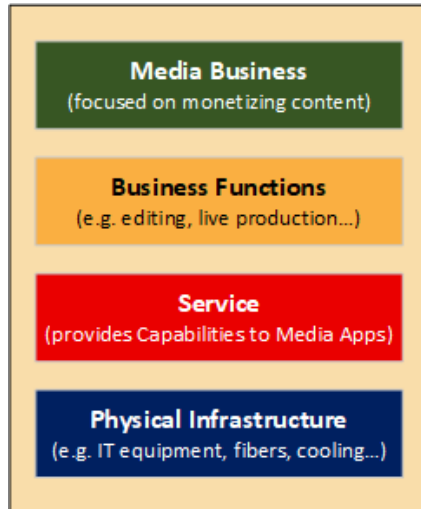 Media Business
(focused on monetizing content)
Business Functions
(e.g. editing, live production...)
Service
(provides Capabilities to Media Apps)
Physical Infrastructure
(e.g. IT equipment, fibers, cooling...)